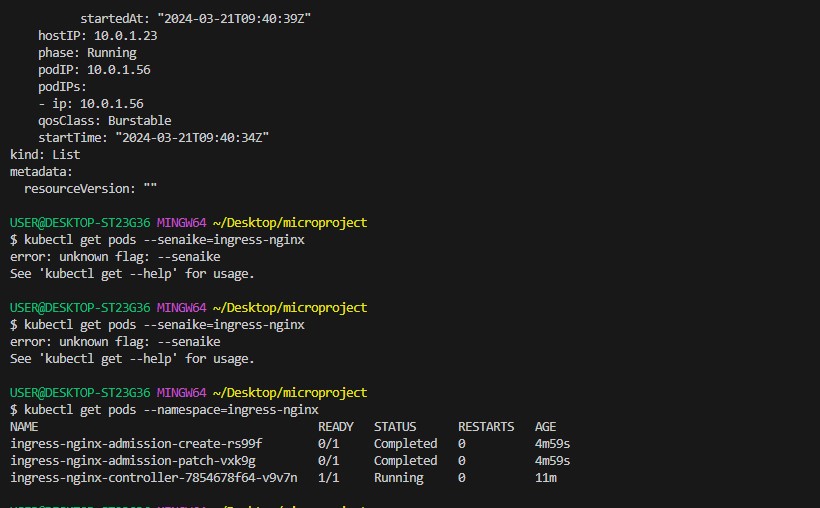 startedAt: "2024-03-21T09:40:39Z"
hostIP: 10.0.1.23
phase: Running
podIP: 10.0.1.56
podIPs:
- ip: 10.0.1.56
qosClass: Burstable
startTime: "2024-03-21T09:40:34Z"
kind: List
metadata:
resourceVersion: ""
USER@DESKTOP-ST23G36 MINGW64 ~/Desktop/microproject
$ kubectl get pods --senaike=ingress-nginx
error: unknown flag: --senaike
See 'kubectl get --help' for usage.
USER@DESKTOP-ST23G36 MINGW64 ~/Desktop/microproject
$ kubectl get pods --senaike=ingress-nginx
error: unknown flag: --senaike
See 'kubectl get --help' for usage.
USER@DESKTOP-ST23G36 MINGW64 ~/Desktop/microproject
$ kubectl get pods --namespace=ingress-nginx
NAME READY STATUS RESTARTS AGE
ingress-nginx-admission-create-rs99f 0/1 Completed 0 4m59s
ingress-nginx-admission-patch-vxk9g 0/1 Completed 0 4m59s
ingress-nginx-controller-7854678f64-v9v7n 1/1 Running 0 11m